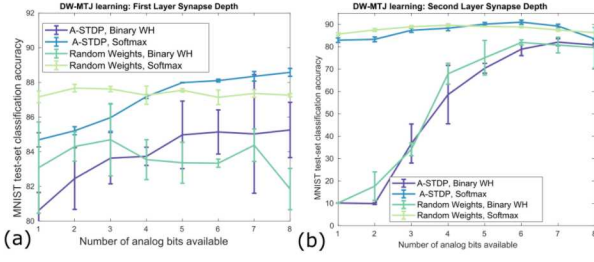 DW-MTJ learning: First Layer Synapse Depth
MNIST test-set classification accuracy
92
90
88
86
84
82
80
A-STDP, Binary WH
A-STDP, Softmax
Random Weights, Binary WH
Random Weights, Softmax
1 2 3 4 5 6 7 8
Number of analog bits available
(a)
DW-MTJ learning: Second Layer Synapse Depth
MNIST test-set classification accuracy
90
80
70
60
50
40
30
20
10
0
A-STDP, Binary WH
A-STDP, Softmax
Random Weights, Binary WH
Random Weights, Softmax
1 2 3 4 5 6 7 8
Number of analog bits available
(b)